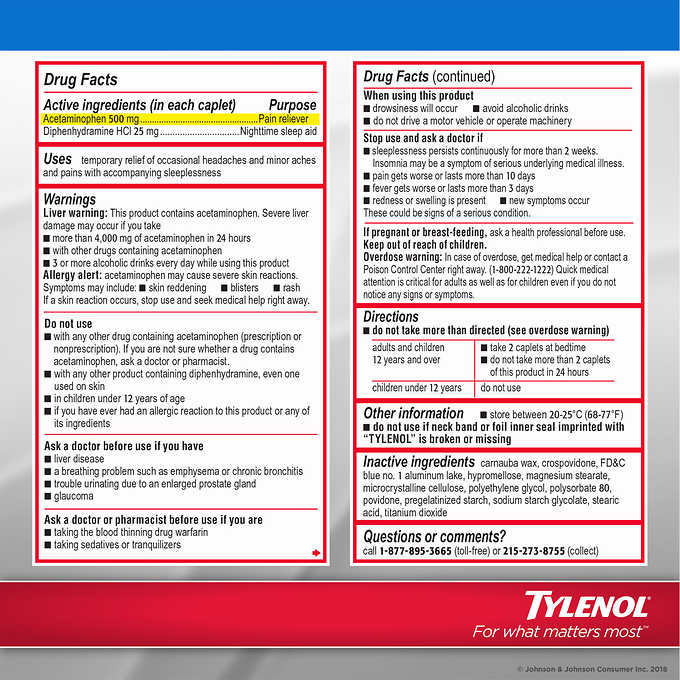 Drug Facts
Active ingredients (in each caplet) Purpose
Acetaminophen 500 mg......................................................Pain reliever
Diphenhydramine HCl 25 mg................................Nighttime sleep aid
Uses temporary relief of occasional headaches and minor aches
and pains with accompanying sleeplessness
Warnings
Liver warning: This product contains acetaminophen. Severe liver
damage may occur if you take
■ more than 4,000 mg of acetaminophen in 24 hours
■ with other drugs containing acetaminophen
■ 3 or more alcoholic drinks every day while using this product
Allergy alert: acetaminophen may cause severe skin reactions.
Symptoms may include: ■ skin reddening ■ blisters ■ rash
If a skin reaction occurs, stop use and seek medical help right away.
Do not use
■ with any other drug containing acetaminophen (prescription or
nonprescription). If you are not sure whether a drug contains
acetaminophen, ask a doctor or pharmacist.
■ with any other product containing diphenhydramine, even one
used on skin
■ in children under 12 years of age
■ if you have ever had an allergic reaction to this product or any of
its ingredients
Ask a doctor before use if you have
■ liver disease
■ a breathing problem such as emphysema or chronic bronchitis
■ trouble urinating due to an enlarged prostate gland
■ glaucoma
Ask a doctor or pharmacist before use if you are
■ taking the blood thinning drug warfarin
■ taking sedatives or tranquilizers
Drug Facts (continued)
When using this product
■ drowsiness will occur ■ avoid alcoholic drinks
■ do not drive a motor vehicle or operate machinery
Stop use and ask a doctor if
■ sleeplessness persists continuously for more than 2 weeks.
Insomnia may be a symptom of serious underlying medical illness.
■ pain gets worse or lasts more than 10 days
■ fever gets worse or lasts more than 3 days
■ redness or swelling is present ■ new symptoms occur
These could be signs of a serious condition.
If pregnant or breast-feeding, ask a health professional before use.
Keep out of reach of children.
Overdose warning: In case of overdose, get medical help or contact a
Poison Control Center right away. (1-800-222-1222) Quick medical
attention is critical for adults as well as for children even if you do not
notice any signs or symptoms.
Directions
■ do not take more than directed (see overdose warning)
adults and children ■ take 2 caplets at bedtime
12 years and over ■ do not take more than 2 caplets
of this product in 24 hours
children under 12 years do not use
Other information ■ store between 20-25°C (68-77°F)
■ do not use if neck band or foil inner seal imprinted with
“TYLENOL” is broken or missing
Inactive ingredients carnauba wax, crospovidone, FD&C
blue no. 1 aluminum lake, hypromellose, magnesium stearate,
microcrystalline cellulose, polyethylene glycol, polysorbate 80,
povidone, pregelatinized starch, sodium starch glycolate, stearic
acid, titanium dioxide
Questions or comments?
call 1-877-895-3665 (toll-free) or 215-273-8755 (collect)
TYLENOL®
For what matters most™
© Johnson & Johnson Consumer Inc. 2018